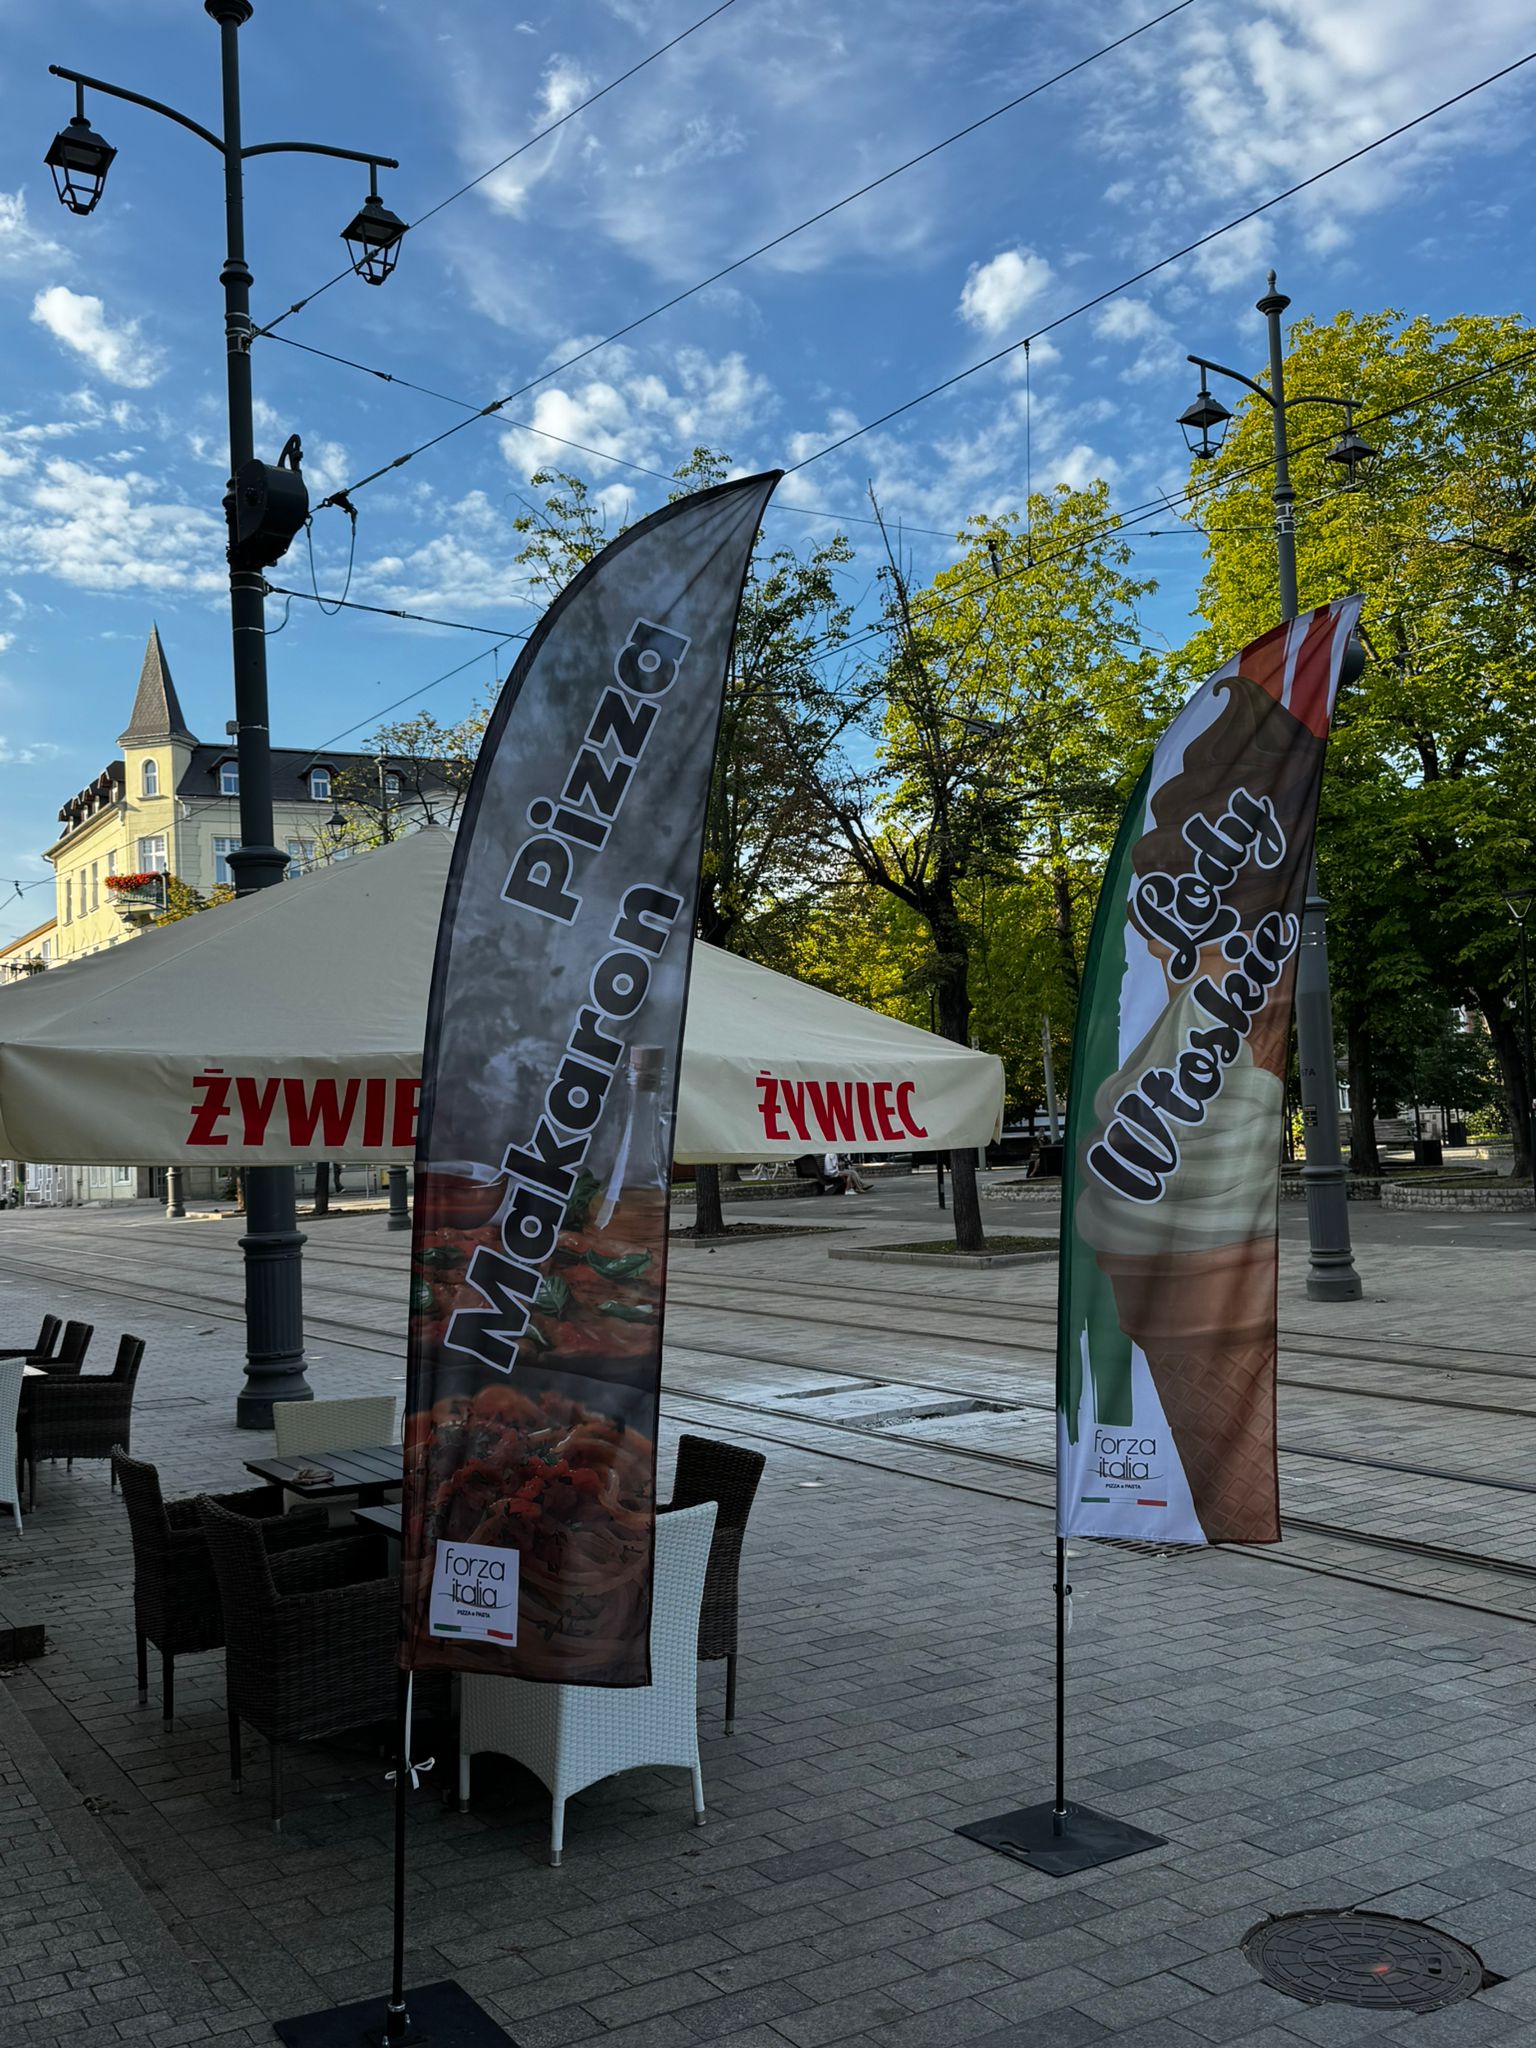 Pizza
Makaron
forza
italia
PIZZA e PASTA
ŻYWIE
ŻYWIEC
Lody
Włoskie
forza
italia
PIZZA e PASTA